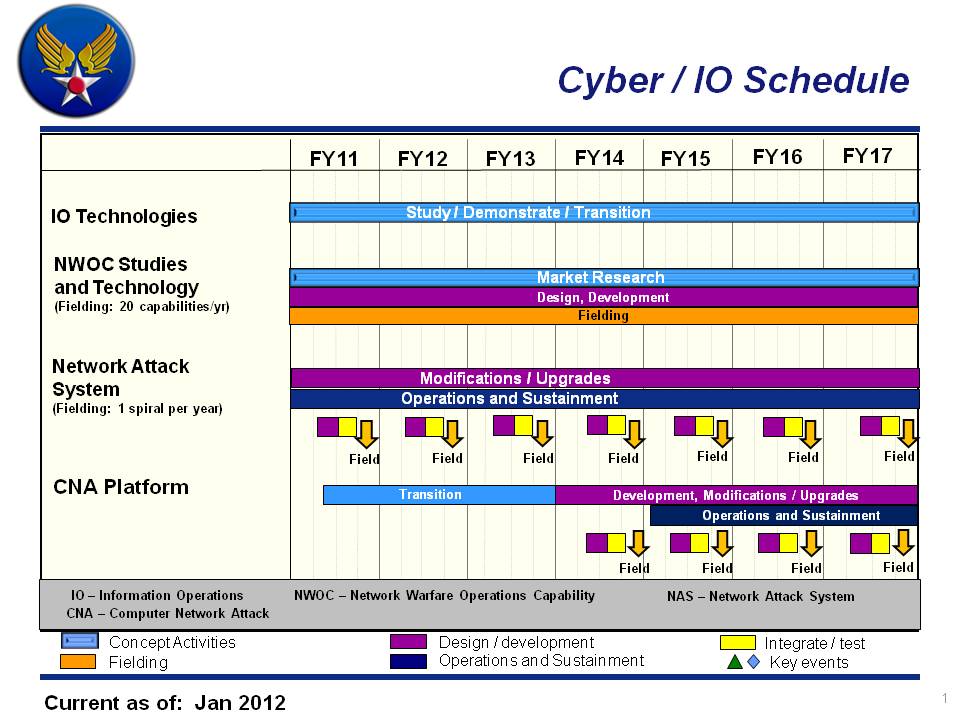 Cyber / IO Schedule
FY11 FY12 FY13 FY14 FY15 FY16 FY17
IO Technologies
Study / Demonstrate / Transition
NWOC Studies
and Technology
(Fielding: 20 capabilities/yr)
Market Research
Design, Development
Fielding
Network Attack
System
(Fielding: 1 spiral per year)
Modifications / Upgrades
Operations and Sustainment
Field Field Field Field Field Field Field
CNA Platform
Transition
Development, Modifications / Upgrades
Operations and Sustainment
Field Field Field Field
IO – Information Operations
CNA – Computer Network Attack
NWOC – Network Warfare Operations Capability
NAS – Network Attack System
Concept Activities
Fielding
Design / development
Operations and Sustainment
Integrate / test
Key events
Current as of: Jan 2012
1